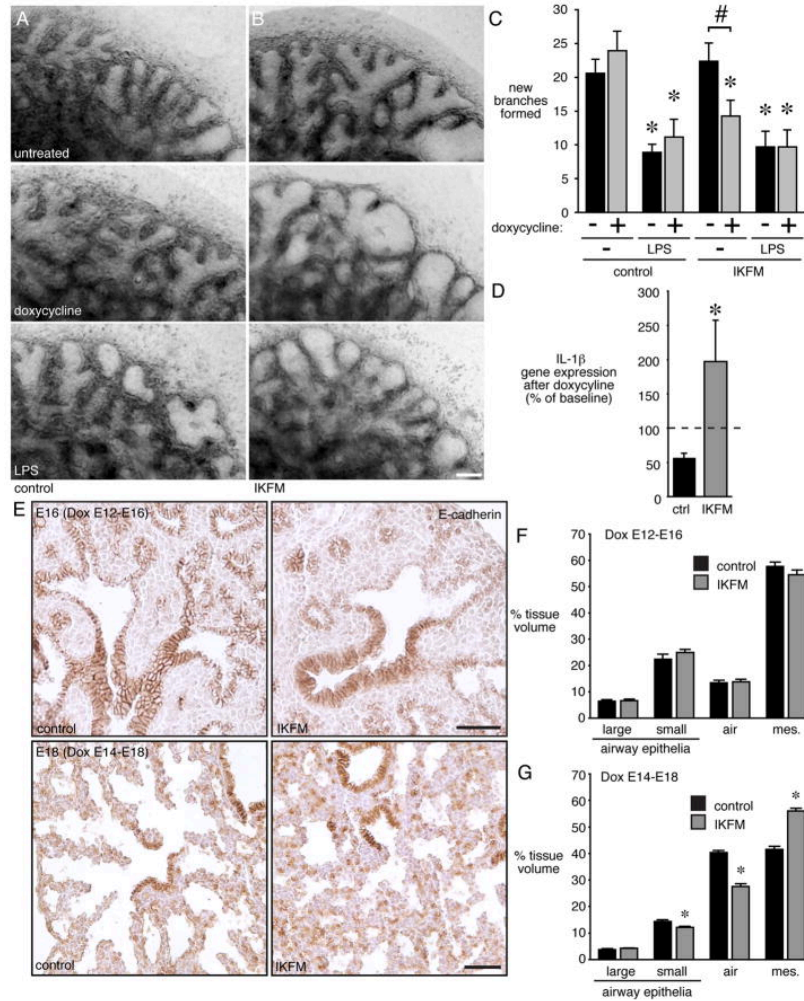 A
B
untreated
doxycycline
LPS
control
IKFM
C
new
branches
formed
30
25
20
15
10
5
0
#
* * * * *
doxycycline: - + - + - + - +
- LPS - LPS
control IKFM
D
IL-1β
gene expression
after doxycyline
(% of baseline)
300
250
200
150
100
50
0
*
ctrl IKFM
E
E16 (Dox E12-E16)
control
E-cadherin
IKFM
E18 (Dox E14-E18)
control
IKFM
F
Dox E12-E16
control
IKFM
% tissue
volume
70
60
50
40
30
20
10
0
large small air mes.
airway epithelia
G
Dox E14-E18
control
IKFM
% tissue
volume
70
60
50
40
30
20
10
0
* * *
large small air mes.
airway epithelia